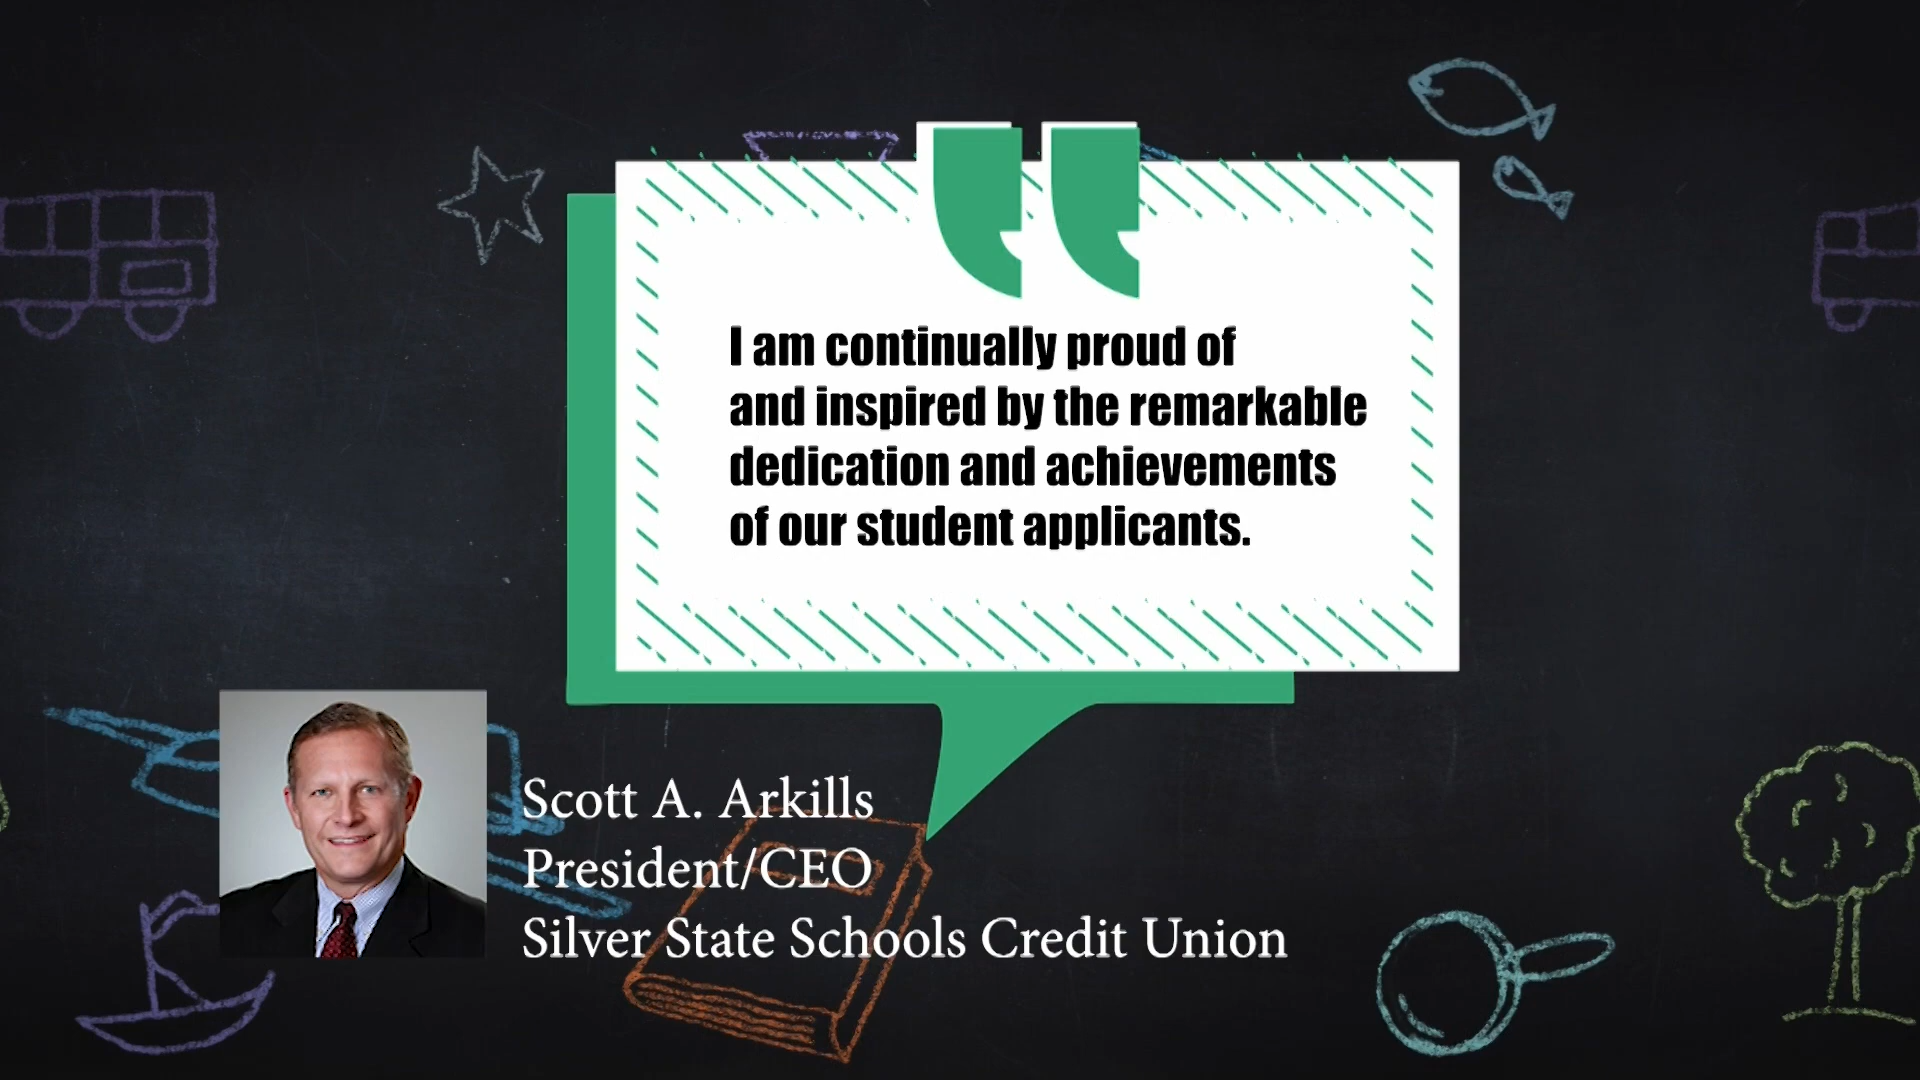 I am continually proud of
and inspired by the remarkable
dedication and achievements
of our student applicants.
Scott A. Arkills
President/CEO
Silver State Schools Credit Union